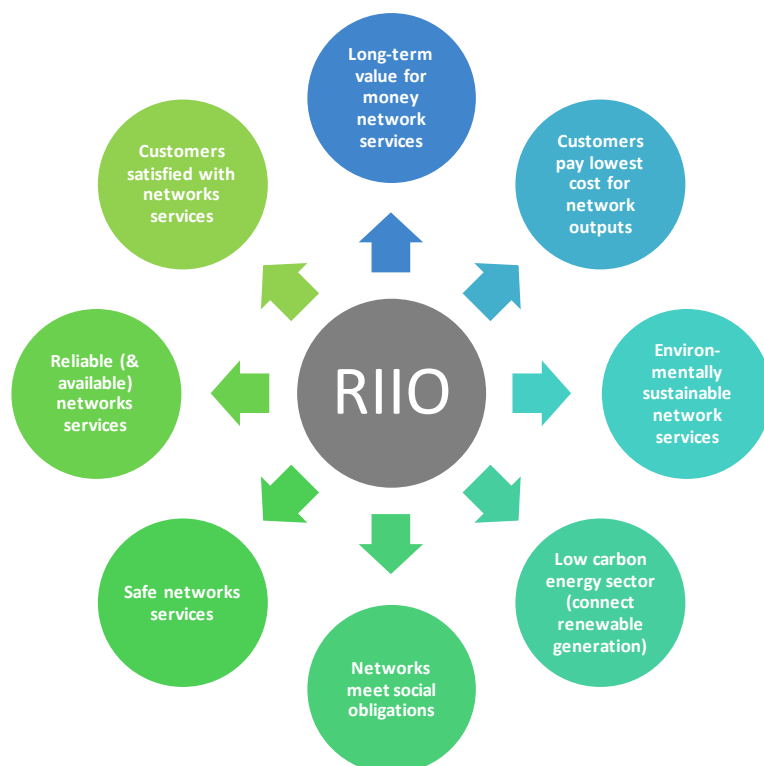 Long-term
value for
money
network
services
Customers
pay lowest
cost for
network
outputs
Environ-
mentally
sustainable
network
services
Low carbon
energy sector
(connect
renewable
generation)
Networks
meet social
obligations
Safe networks
services
Reliable (&
available)
networks
services
Customers
satisfied with
networks
services
RIIO